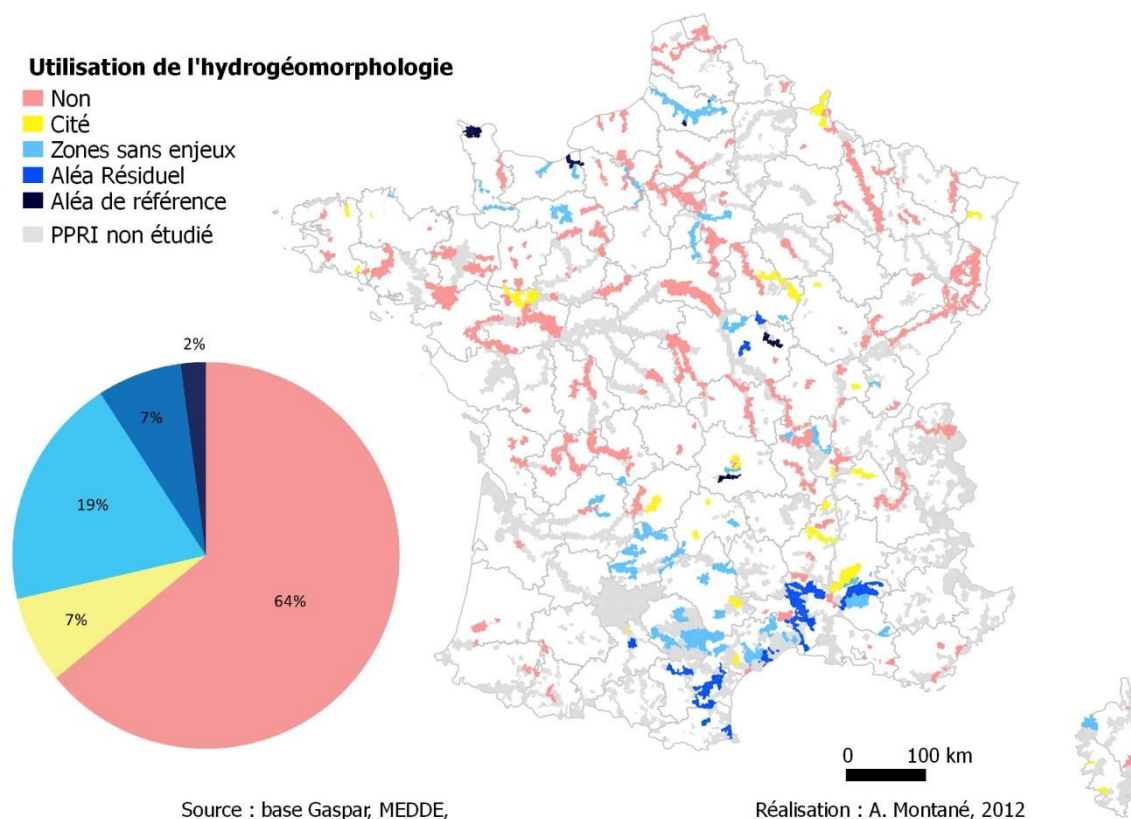 Utilisation de l'hydrogéomorphologie
Non
Cité
Zones sans enjeux
Aléa Résiduel
Aléa de référence
PPRI non étudié
2%
7%
19%
7%
64%
0 100 km
Source : base Gaspar, MEDDE,
Réalisation : A. Montané, 2012